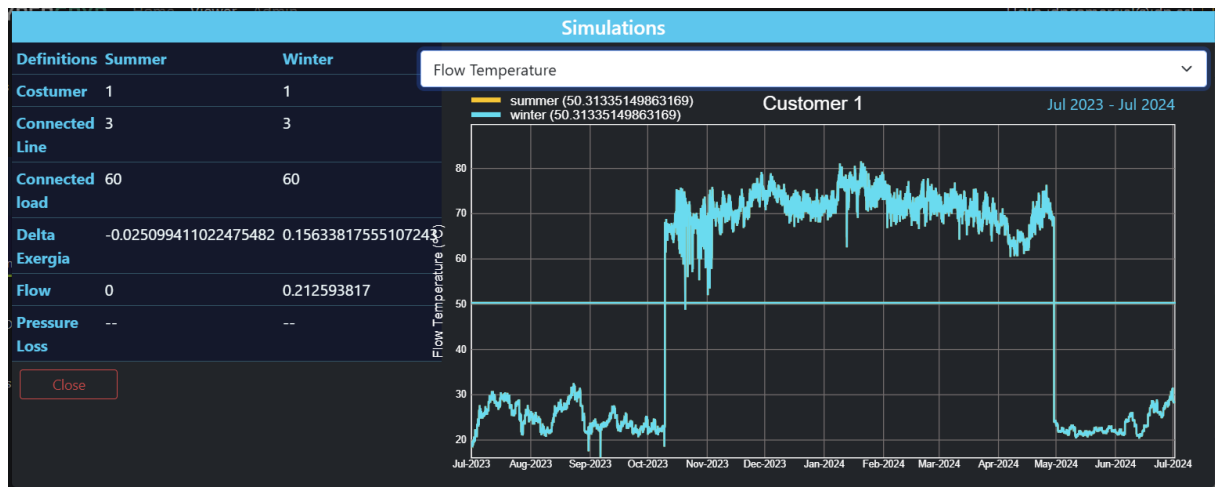 Simulations
Definitions Summer Winter
Costumer 1 1
Connected Line 3 3
Connected load 60 60
Delta Exergia -0.025099411022475482 0.15633817555107243
Flow 0 0.212593817
Pressure Loss -- --
Close
Flow Temperature
summer (50.31335149863169)
winter (50.31335149863169)
Customer 1
Jul 2023 - Jul 2024
Flow Temperature (ºC)
80
70
60
50
40
30
20
Jul-2023 Aug-2023 Sep-2023 Oct-2023 Nov-2023 Dec-2023 Jan-2024 Feb-2024 Mar-2024 Apr-2024 May-2024 Jun-2024 Jul-2024